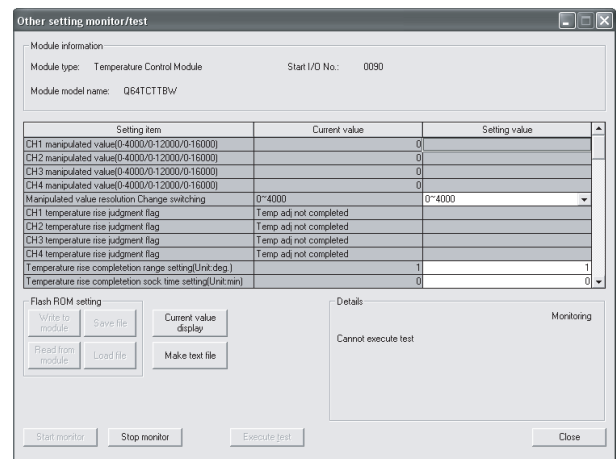 Other setting monitor/test
Module information
Module type: Temperature Control Module Start I/O No.: 0090
Module model name: Q64TCTTBW
Setting item Current value Setting value
CH1 manipulated value(0-4000/0-12000/0-16000) 0
CH2 manipulated value(0-4000/0-12000/0-16000) 0
CH3 manipulated value(0-4000/0-12000/0-16000) 0
CH4 manipulated value(0-4000/0-12000/0-16000) 0
Manipulated value resolution Change switching 0~4000 0~4000
CH1 temperature rise judgment flag Temp adj not completed
CH2 temperature rise judgment flag Temp adj not completed
CH3 temperature rise judgment flag Temp adj not completed
CH4 temperature rise judgment flag Temp adj not completed
Temperature rise completetion range setting(Unit:deg.) 1 1
Temperature rise completetion sock time setting(Unit:min) 0 0
Flash ROM setting
Write to module Save file Current value display
Read from module Load file Make text file
Details
Monitoring
Cannot execute test
Start monitor Stop monitor Execute test Close